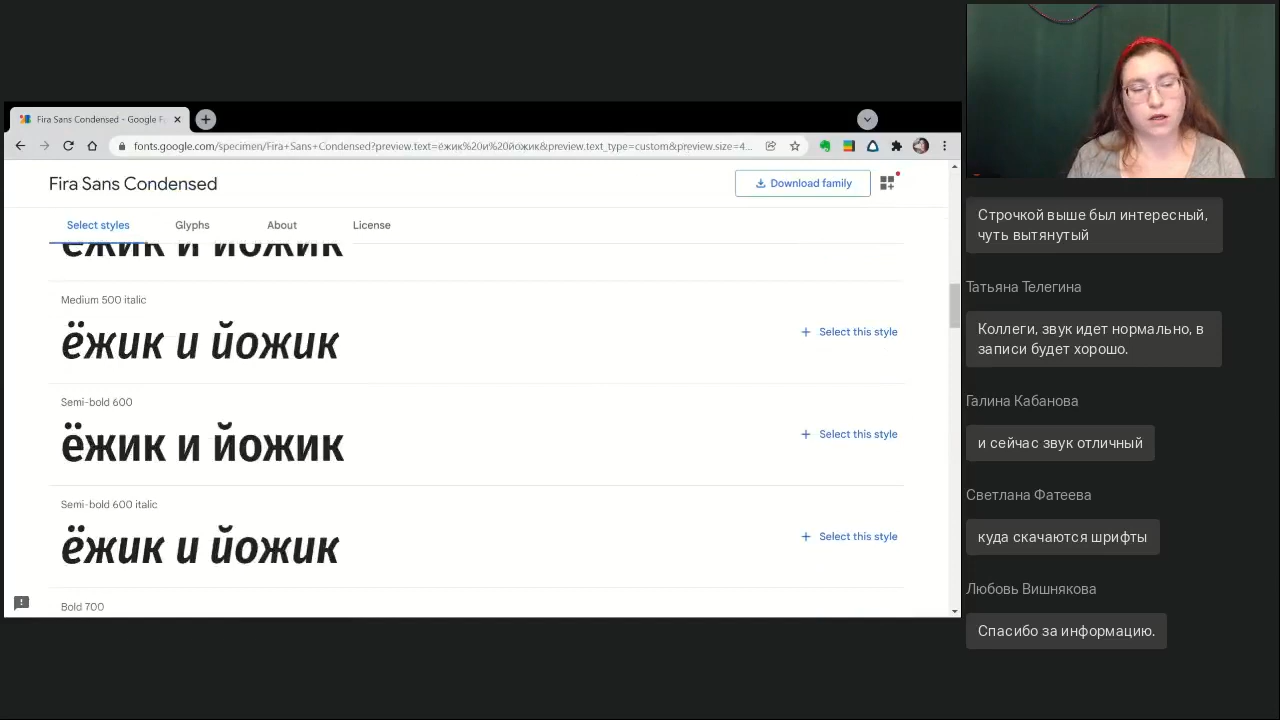 Fira Sans Condensed - Google F
fonts.google.com/specimen/Fira+Sans+Condensed?preview.text=ёжик%20и%20йожик&preview.text_type=custom&preview.size=4...
Fira Sans Condensed
Download family
Select styles
Glyphs
About
License
ёжик и йожик
Medium 500 italic
ёжик и йожик
+ Select this style
Semi-bold 600
ёжик и йожик
+ Select this style
Semi-bold 600 italic
ёжик и йожик
+ Select this style
Bold 700
Строчкой выше был интересный,
чуть вытянутый
Татьяна Телегина
Коллеги, звук идет нормально, в
записи будет хорошо.
Галина Кабанова
и сейчас звук отличный
Светлана Фатеева
куда скачаются шрифты
Любовь Вишнякова
Спасибо за информацию.